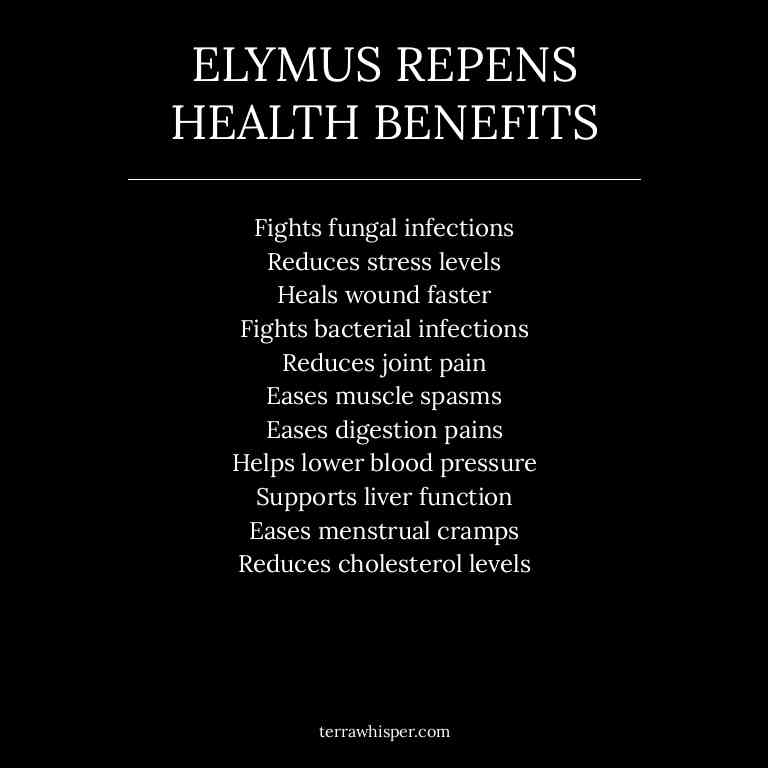 ELYMUS REPENS
HEALTH BENEFITS
Fights fungal infections
Reduces stress levels
Heals wound faster
Fights bacterial infections
Reduces joint pain
Eases muscle spasms
Eases digestion pains
Helps lower blood pressure
Supports liver function
Eases menstrual cramps
Reduces cholesterol levels
terrawhisper.com